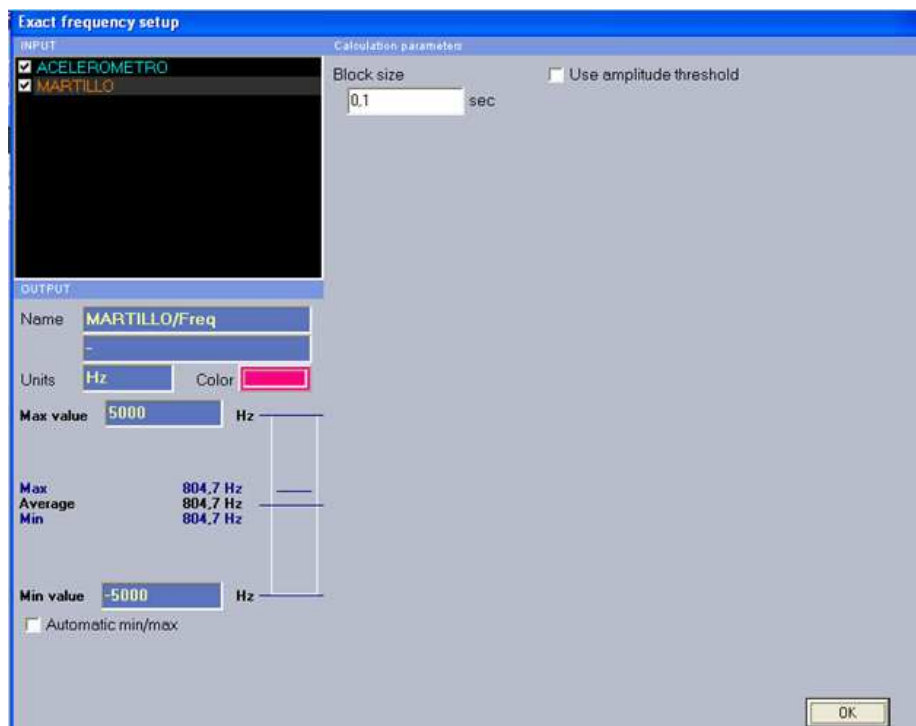 Exact frequency setup
INPUT
ACELEROMETRO
MARTILLO
Calculation parameters
Block size
0,1 sec
Use amplitude threshold
OUTPUT
Name MARTILLO/Freq
-
Units Hz Color
Max value 5000 Hz
Max 804,7 Hz
Average 804,7 Hz
Min 804,7 Hz
Min value -5000 Hz
Automatic min/max
OK